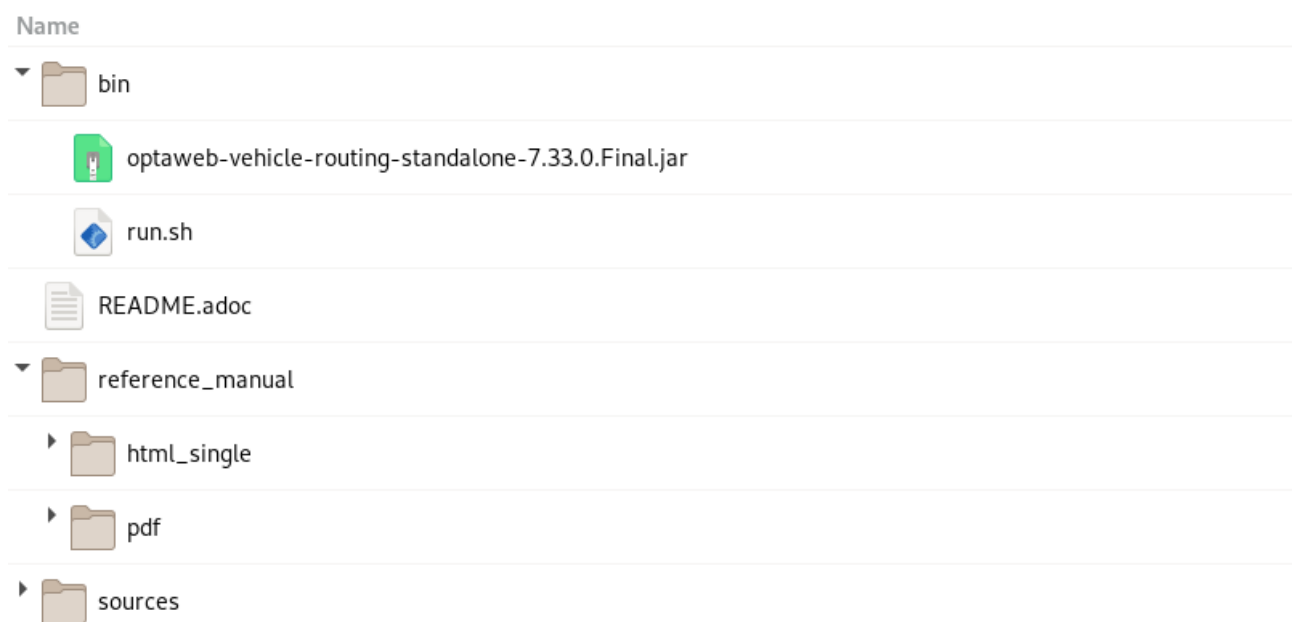 Name
bin
optaweb-vehicle-routing-standalone-7.33.0.Final.jar
run.sh
README.adoc
reference_manual
html_single
pdf
sources